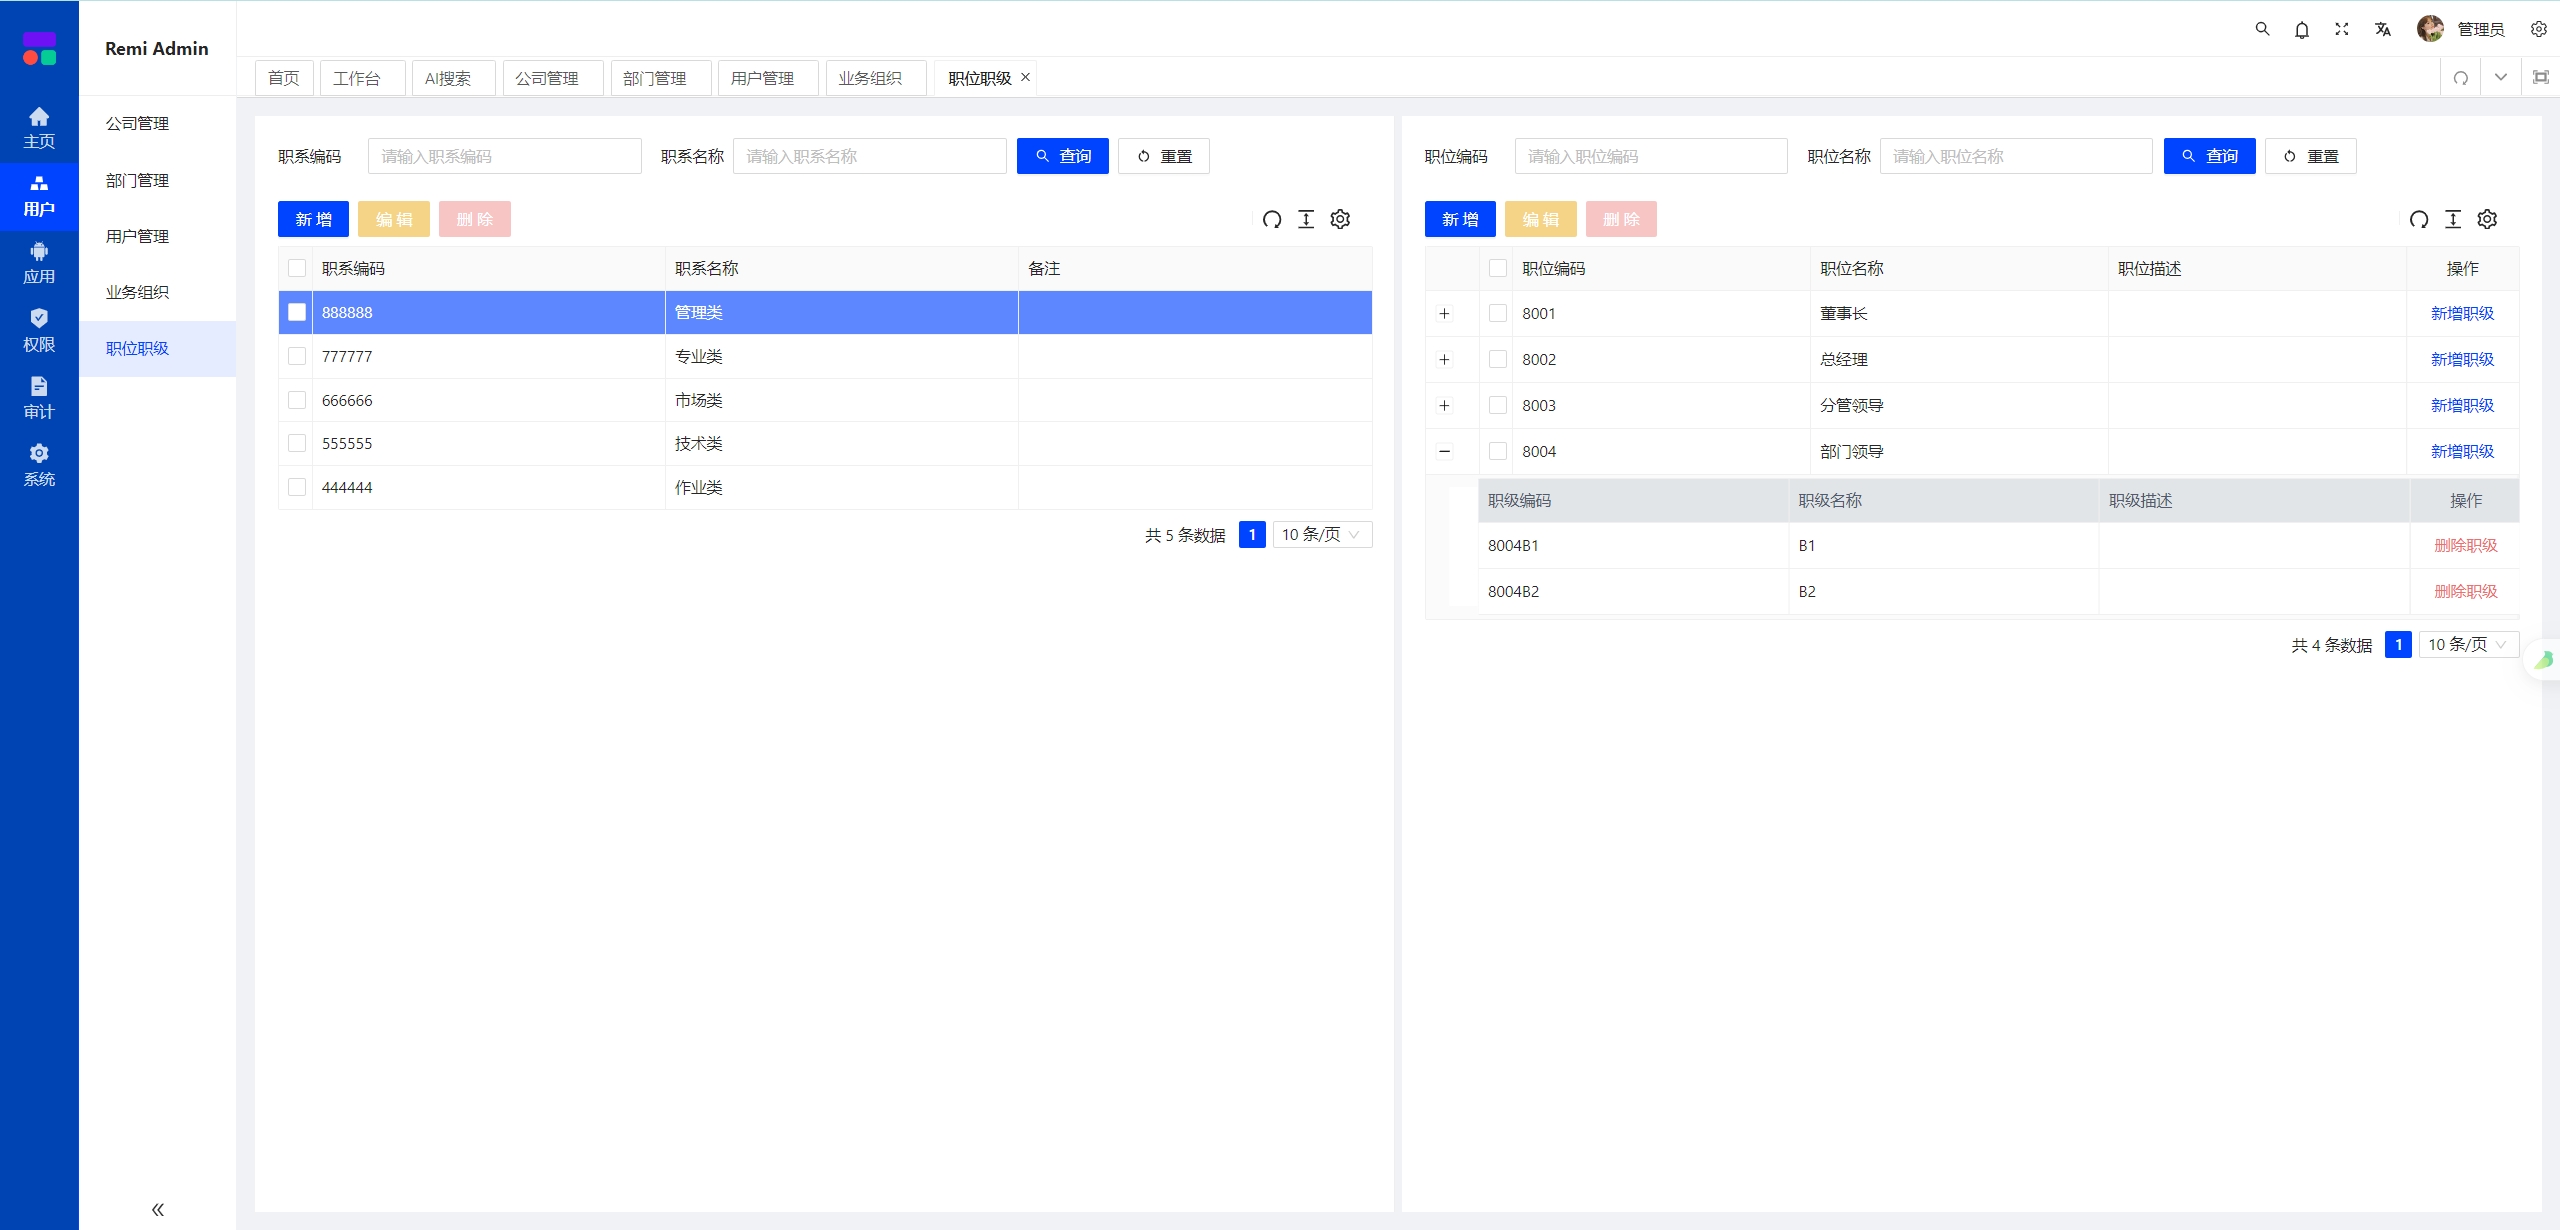 Remi Admin
管理员
首页 工作台 AI搜索 公司管理 部门管理 用户管理 业务组织 职位职级
主页
用户
应用
权限
审计
系统
公司管理
部门管理
用户管理
业务组织
职位职级
职系编码 请输入职系编码 职系名称 请输入职系名称 查询 重置
新增 编辑 删除
职系编码 职系名称 备注
888888 管理类
777777 专业类
666666 市场类
555555 技术类
444444 作业类
共 5 条数据 1 10 条/页
职位编码 请输入职位编码 职位名称 请输入职位名称 查询 重置
新增 编辑 删除
职位编码 职位名称 职位描述 操作
8001 董事长 新增职级
8002 总经理 新增职级
8003 分管领导 新增职级
8004 部门领导 新增职级
职级编码 职级名称 职级描述 操作
8004B1 B1 删除职级
8004B2 B2 删除职级
共 4 条数据 1 10 条/页